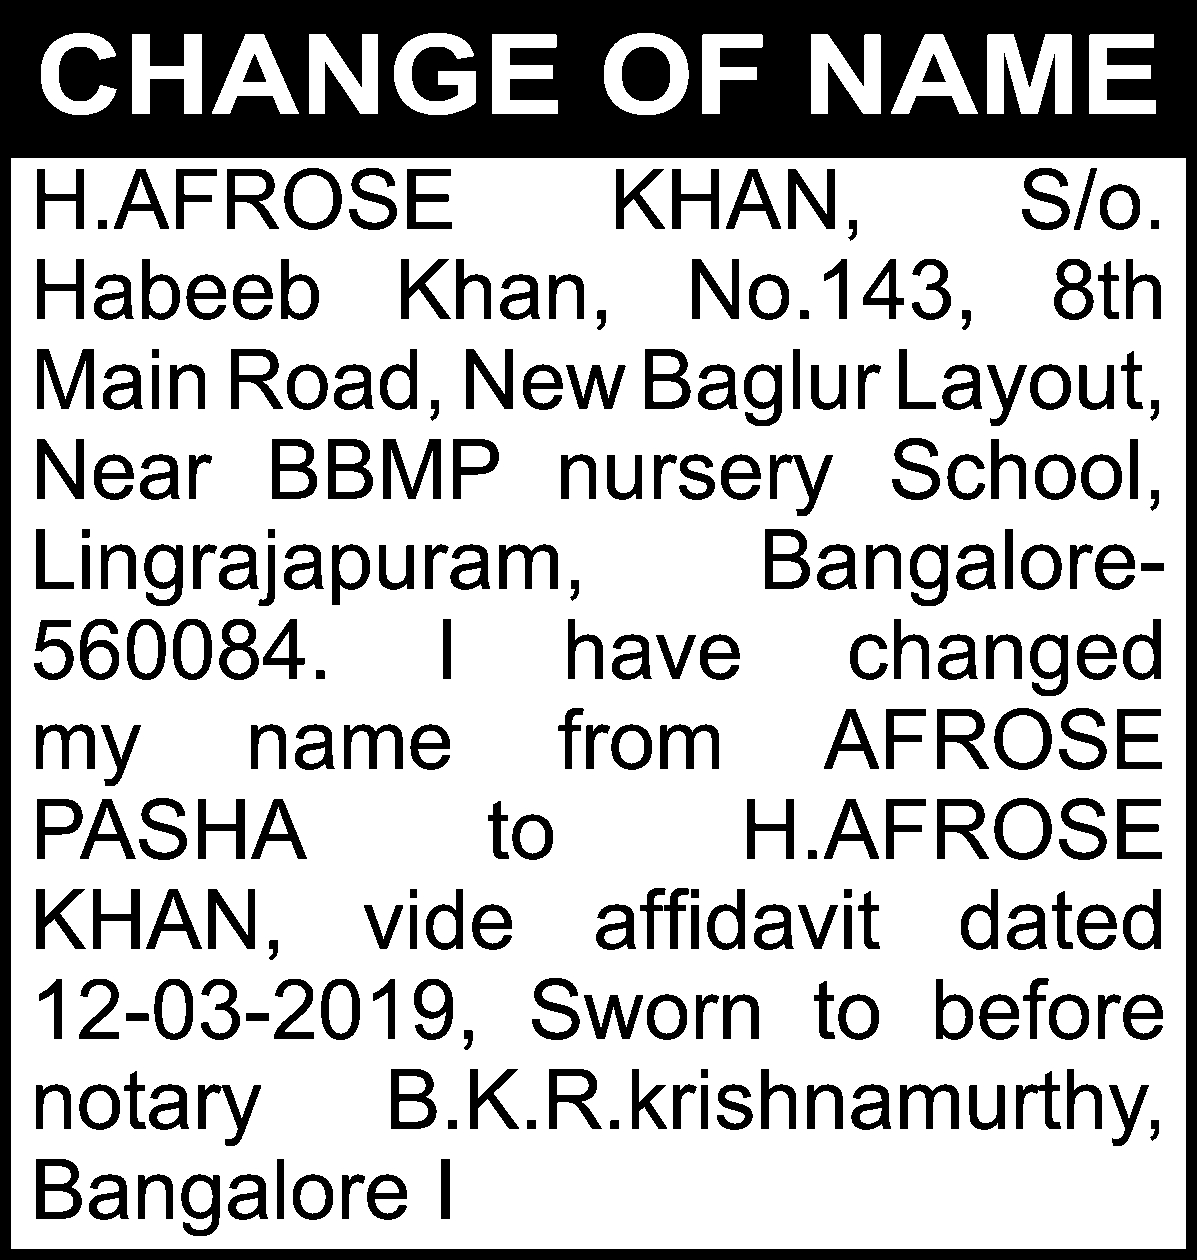 CHANGE OF NAME
H.AFROSE KHAN, S/o.
Habeeb Khan, No.143, 8th
Main Road, New Baglur Layout,
Near BBMP nursery School,
Lingrajapuram, Bangalore-
560084. I have changed
my name from AFROSE
PASHA to H.AFROSE
KHAN, vide affidavit dated
12-03-2019, Sworn to before
notary B.K.R.krishnamurthy,
Bangalore I